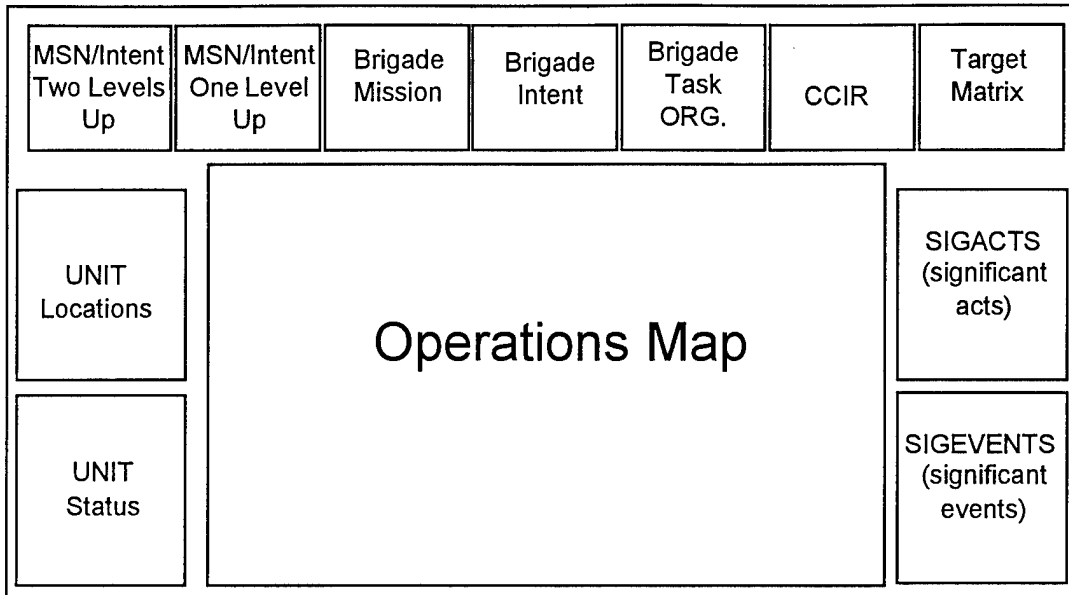 MSN/Intent
Two Levels
Up
MSN/Intent
One Level
Up
Brigade
Mission
Brigade
Intent
Brigade
Task
ORG.
CCIR
Target
Matrix
UNIT
Locations
Operations Map
SIGACTS
(significant
acts)
UNIT
Status
SIGEVENTS
(significant
events)